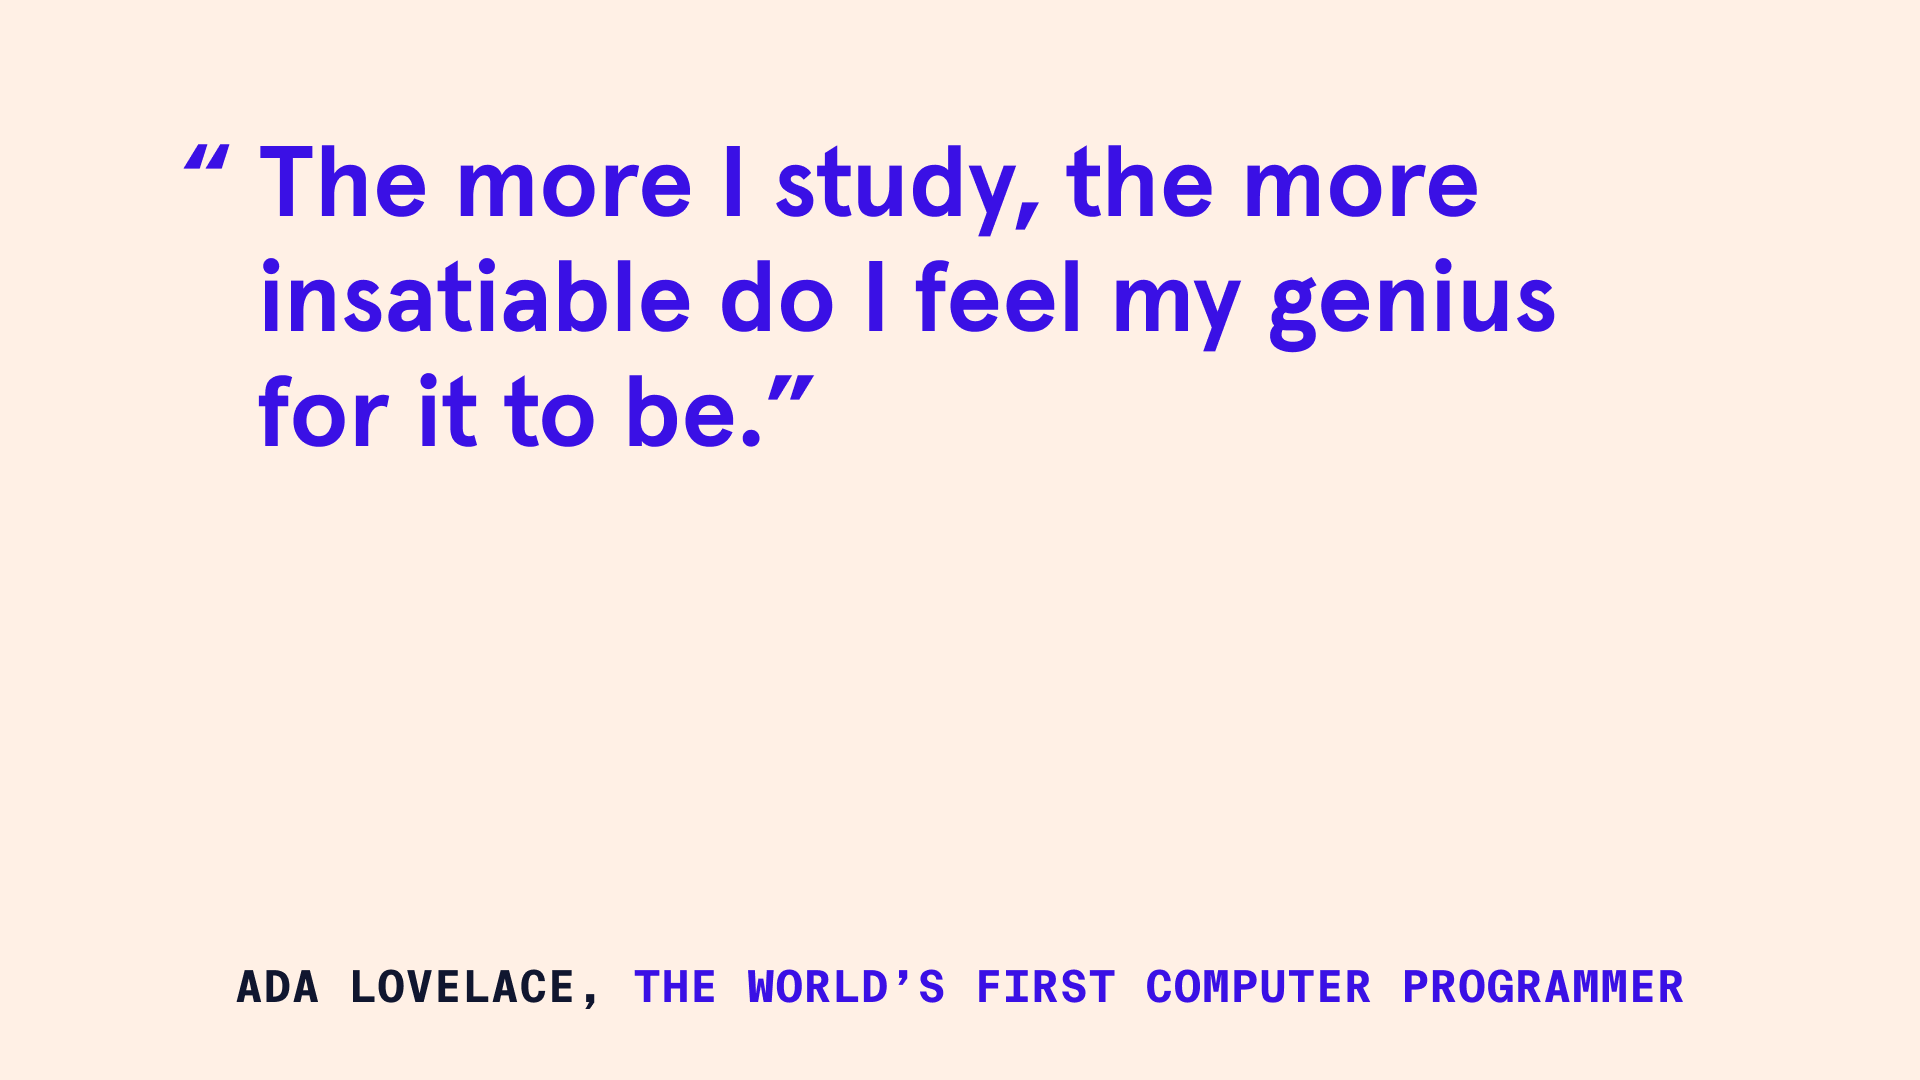 “ The more I study, the more
insatiable do I feel my genius
for it to be.”
ADA LOVELACE, THE WORLD’S FIRST COMPUTER PROGRAMMER